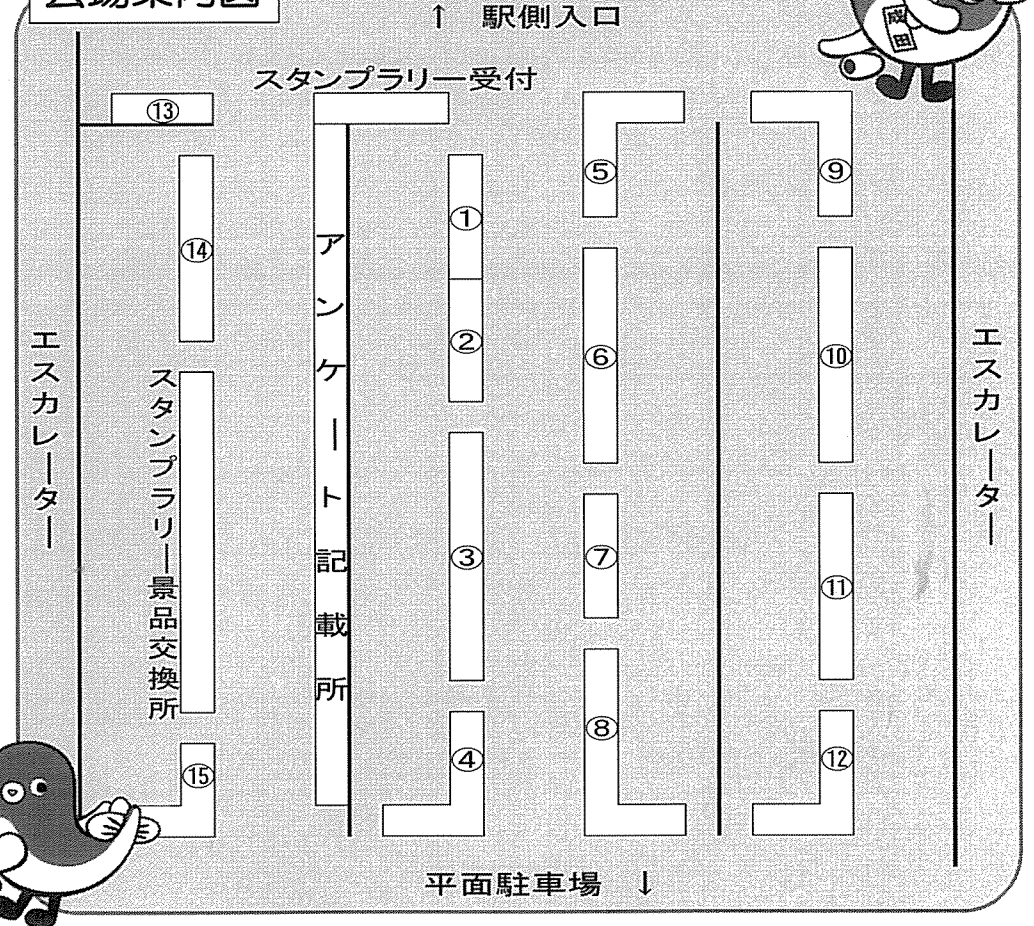 会場案内図
↑ 駅側入口
成田
スタンプラリー受付
⑬
⑤
⑨
①
⑭
アンケート記載所
②
⑥
⑩
エスカレーター
エスカレーター
スタンプラリー景品交換所
③
⑦
⑪
⑧
④
⑫
⑮
平面駐車場 ↓